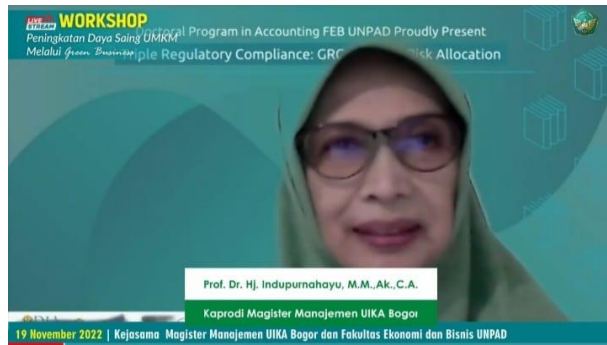 LIVE STREAM WORKSHOP
Peningkatan Daya Saing UMKM
Melalui Green Business
Doctoral Program in Accounting FEB UNPAD Proudly Present
Triple Regulatory Compliance: GRC Risk Allocation
Prof. Dr. Hj. Indupurnahayu, M.M.,Ak.,C.A.
Kaprodi Magister Manajemen UIKA Bogor
19 November 2022 | Kejasama Magister Manajemen UIKA Bogor dan Fakultas Ekonomi dan Bisnis UNPAD